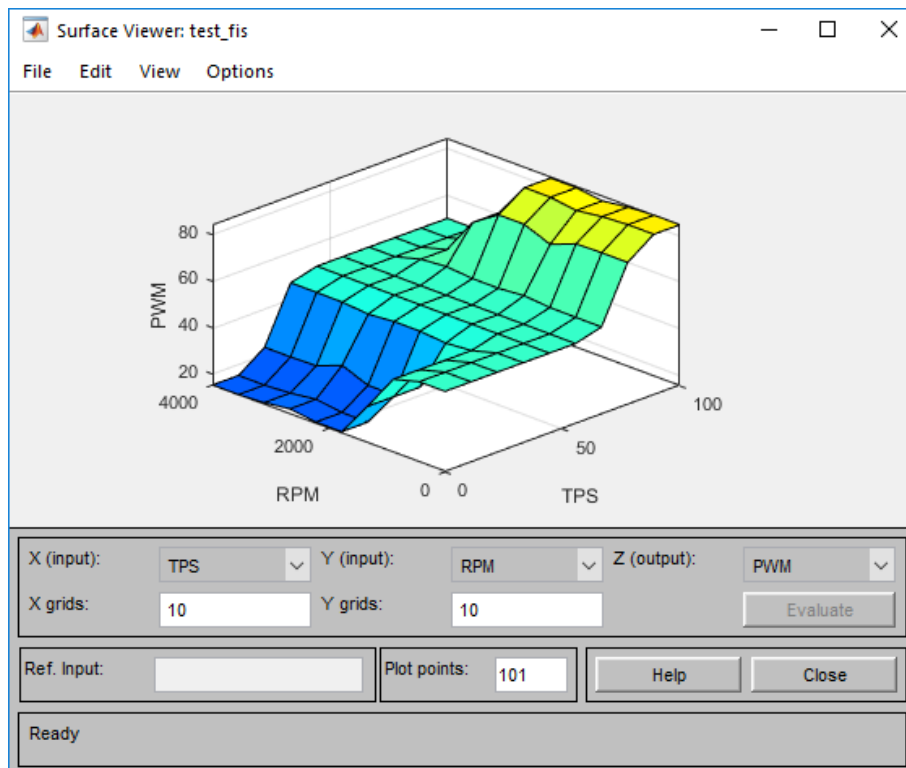 Surface Viewer: test_fis
File Edit View Options
80
60
40
20
PWM
4000
2000
0
RPM
0
50
100
TPS
X (input): TPS Y (input): RPM Z (output): PWM
X grids: 10 Y grids: 10 Evaluate
Ref. Input: Plot points: 101 Help Close
Ready